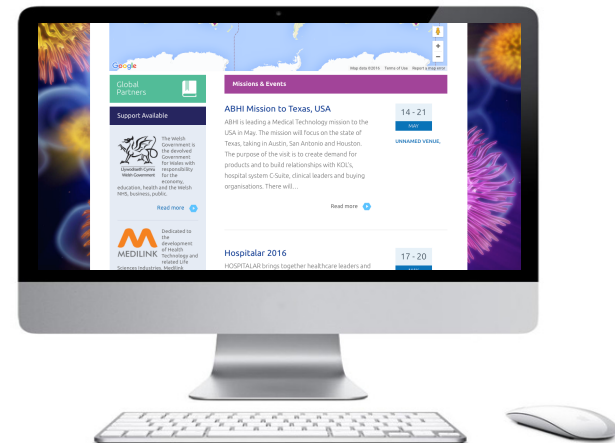 Google
Map data ©2016 Terms of Use Report a map error
Global
Partners
Support Available
The Welsh
Government is
the devolved
Government
for Wales with
responsibility
for the
economy,
education, health and the Welsh
NHS, business, public,
Llywodraeth Cymru
Welsh Government
Read more
MEDILINK
Dedicated to
the
development
of Health
Technology and
related Life
Sciences Industries, Medilink
Missions & Events
ABHI Mission to Texas, USA
ABHI is leading a Medical Technology mission to the
USA in May. The mission will focus on the state of
Texas, taking in Austin, San Antonio and Houston.
The purpose of the visit is to create demand for
products and to build relationships with KOL's,
hospital system C-Suite, clinical leaders and buying
organisations. There will...
Read more
14 - 21
MAY
UNNAMED VENUE,
Hospitalar 2016
HOSPITALAR brings together healthcare leaders and
17 - 20